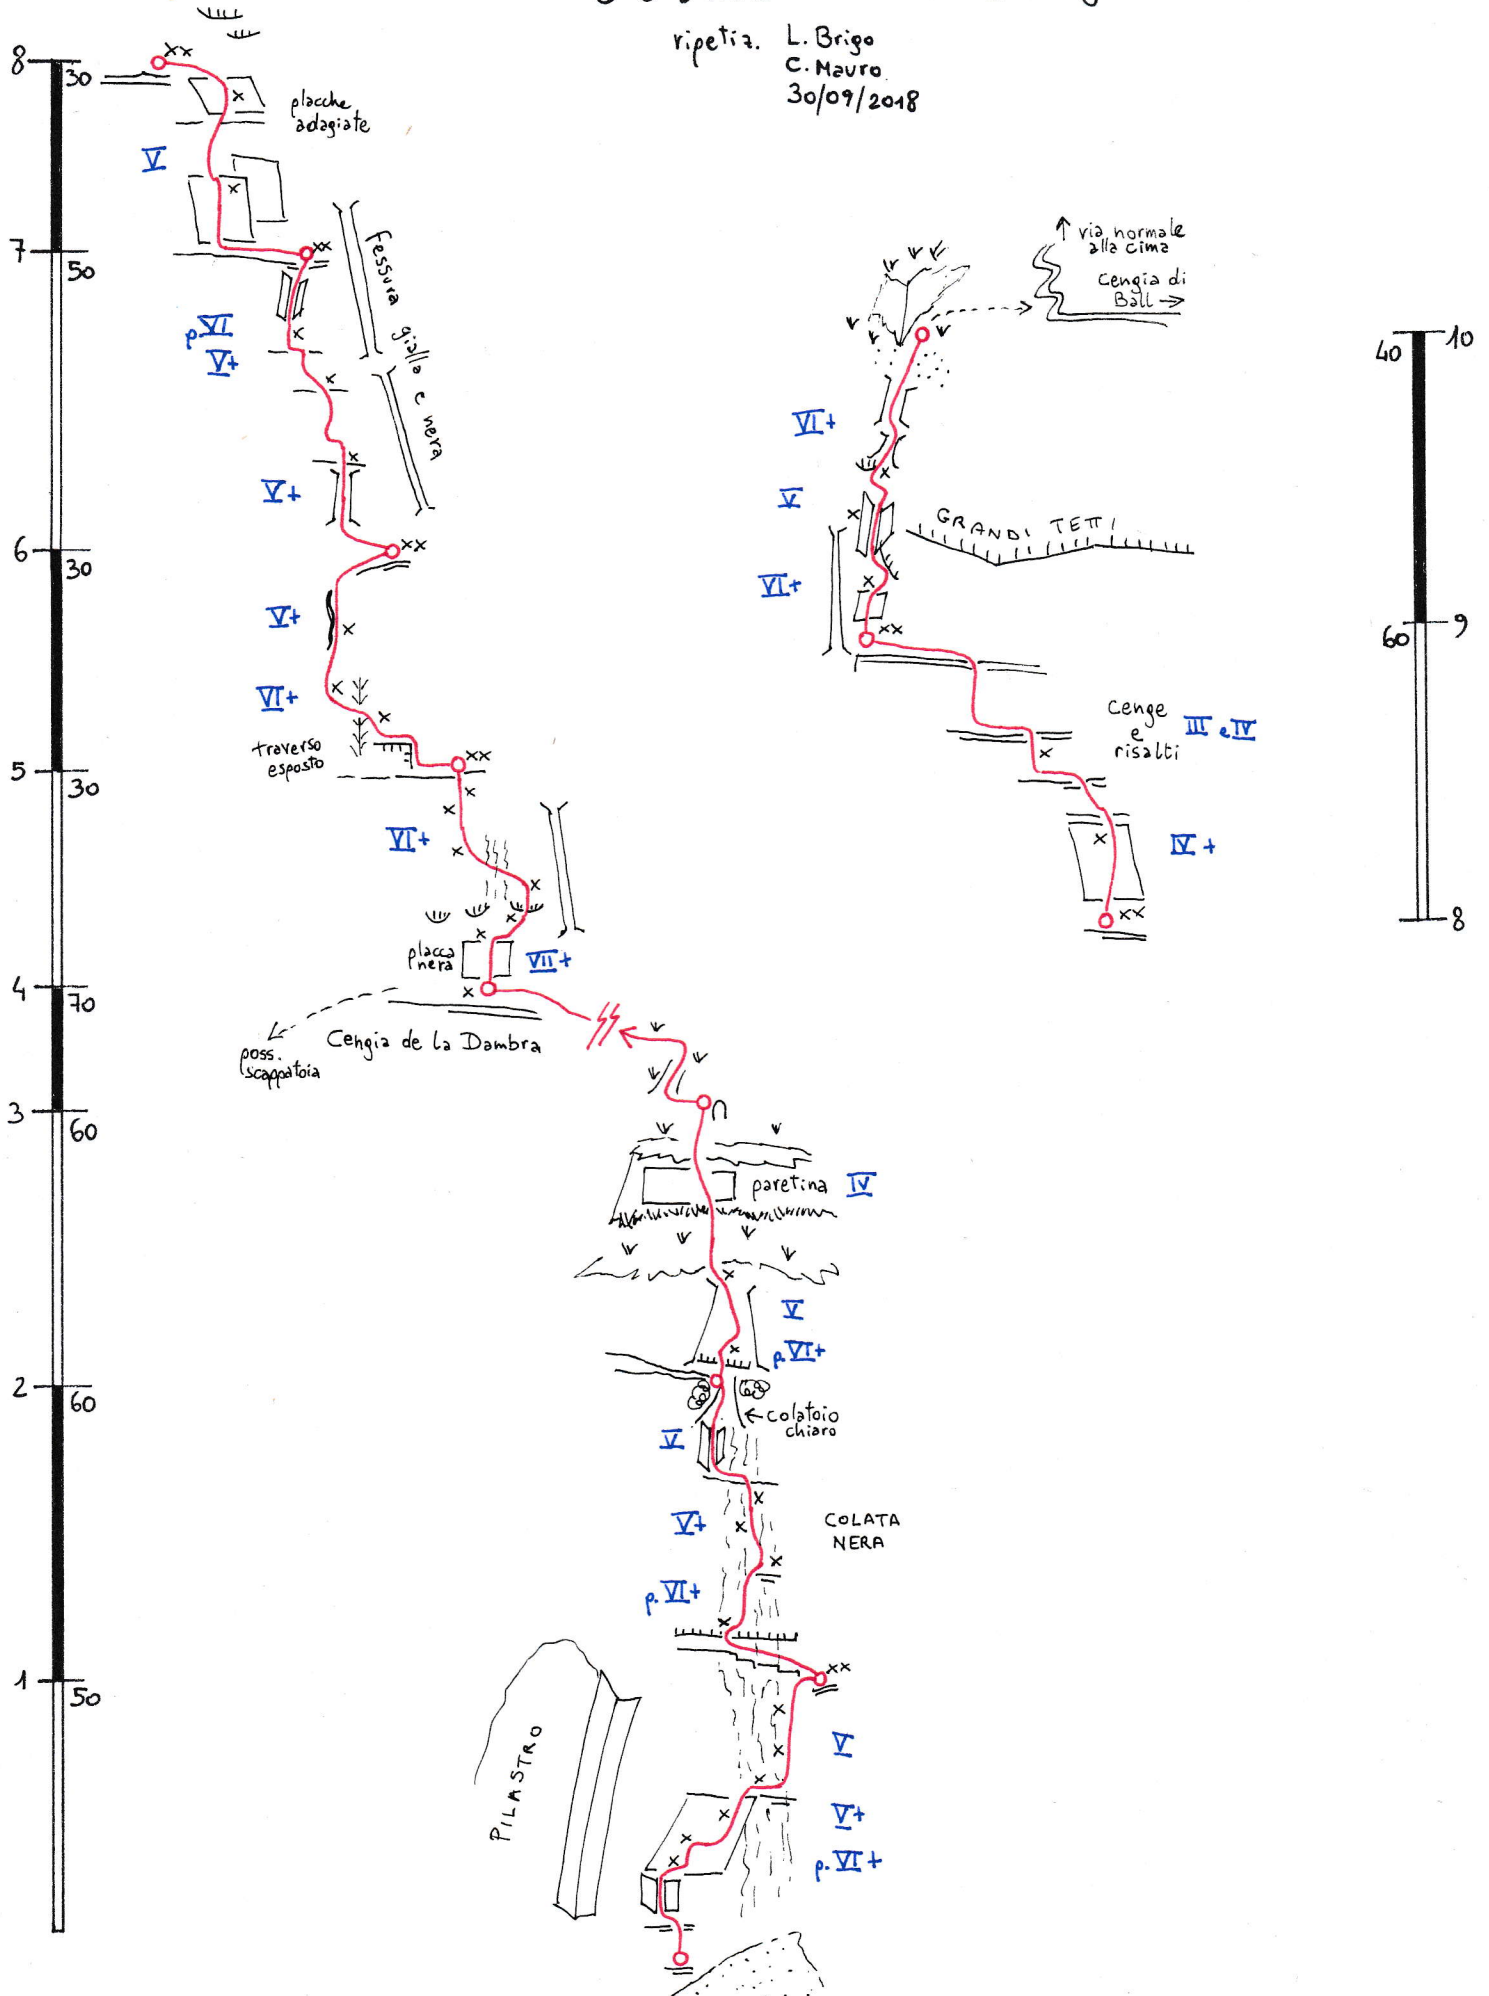 ripetiz. L. Brigo
C. Mauro
30/09/2018
8
30
placche
adagiate
V
7
50
fessura gialla e nera
p. VI
V+
V+
6
30
V+
VI+
traverso
esposto
5
30
VI+
placca
nera
VII+
4
70
Cengia de la Dambra
poss.
scappatoia
3
60
paretina IV
V
p. VI+
2
60
colatoio
chiaro
V
V+
COLATA
NERA
p. VI+
1
50
PILASTRO
V
V+
p. VI+
via normale
alla cima
Cengia di
Ball
40
10
VI+
V
GRANDI TETTI
VI+
60
9
Cenge
e
risalti
III e IV
IV+
8